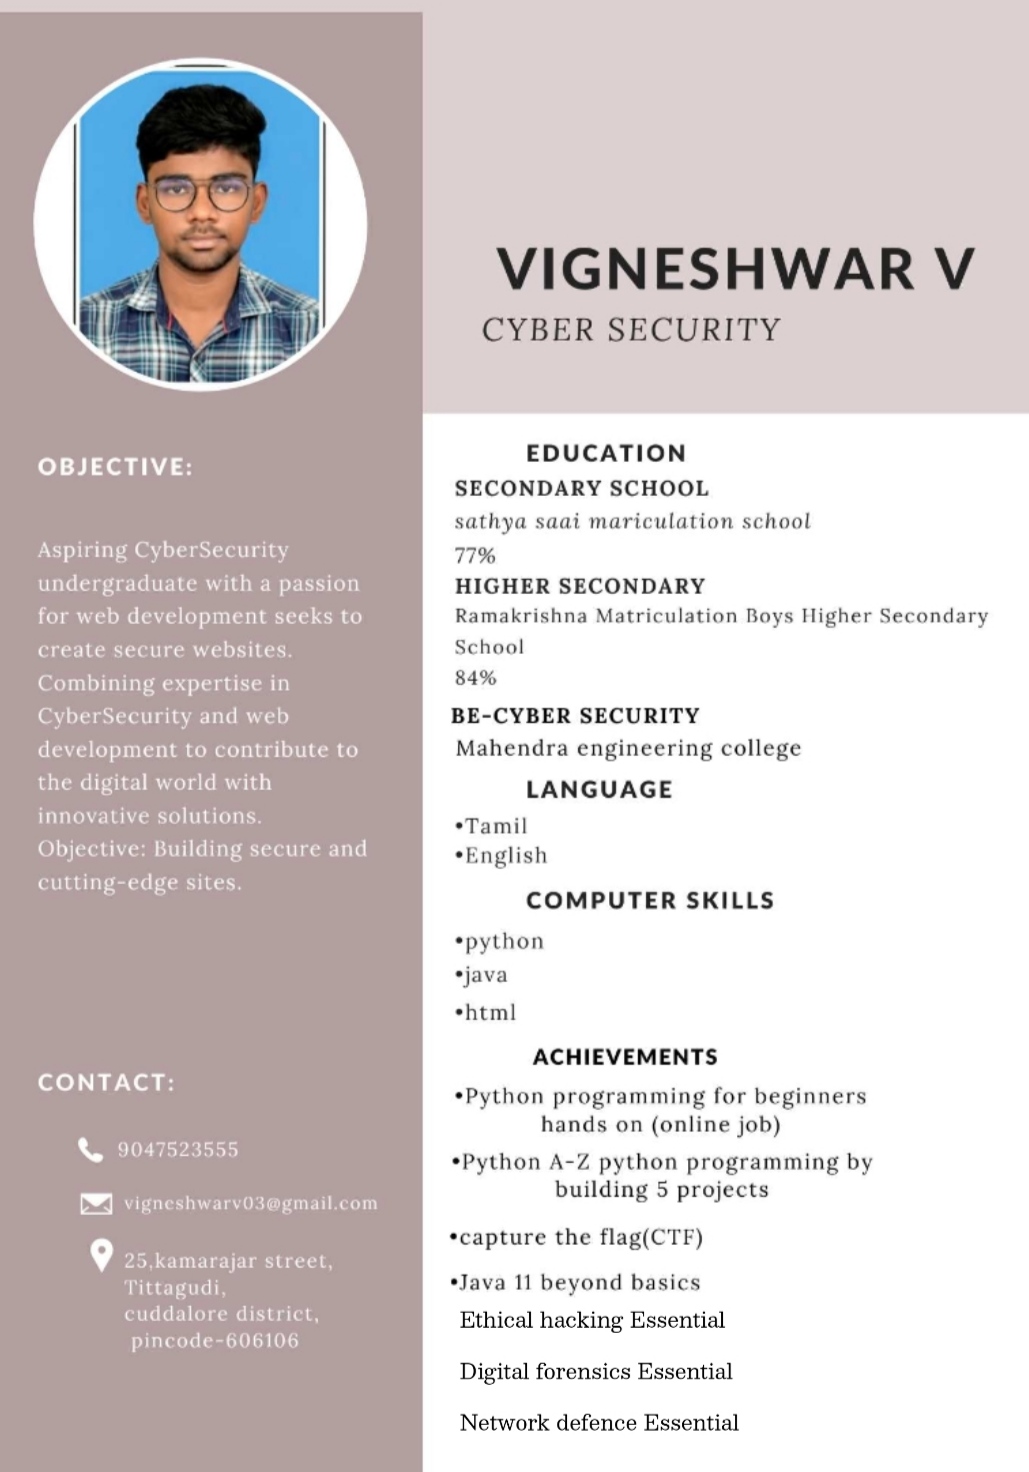 VIGNESHWAR V
CYBER SECURITY
OBJECTIVE:
Aspiring CyberSecurity
undergraduate with a passion
for web development seeks to
create secure websites.
Combining expertise in
CyberSecurity and web
development to contribute to
the digital world with
innovative solutions.
Objective: Building secure and
cutting-edge sites.
CONTACT:
9047523555
vigneshwarv03@gmail.com
25,kamarajar street,
Tittagudi,
cuddalore district,
pincode-606106
EDUCATION
SECONDARY SCHOOL
sathya saai mariculation school
77%
HIGHER SECONDARY
Ramakrishna Matriculation Boys Higher Secondary
School
84%
BE-CYBER SECURITY
Mahendra engineering college
LANGUAGE
•Tamil
•English
COMPUTER SKILLS
•python
•java
•html
ACHIEVEMENTS
•Python programming for beginners
hands on (online job)
•Python A-Z python programming by
building 5 projects
•capture the flag(CTF)
•Java 11 beyond basics
Ethical hacking Essential
Digital forensics Essential
Network defence Essential